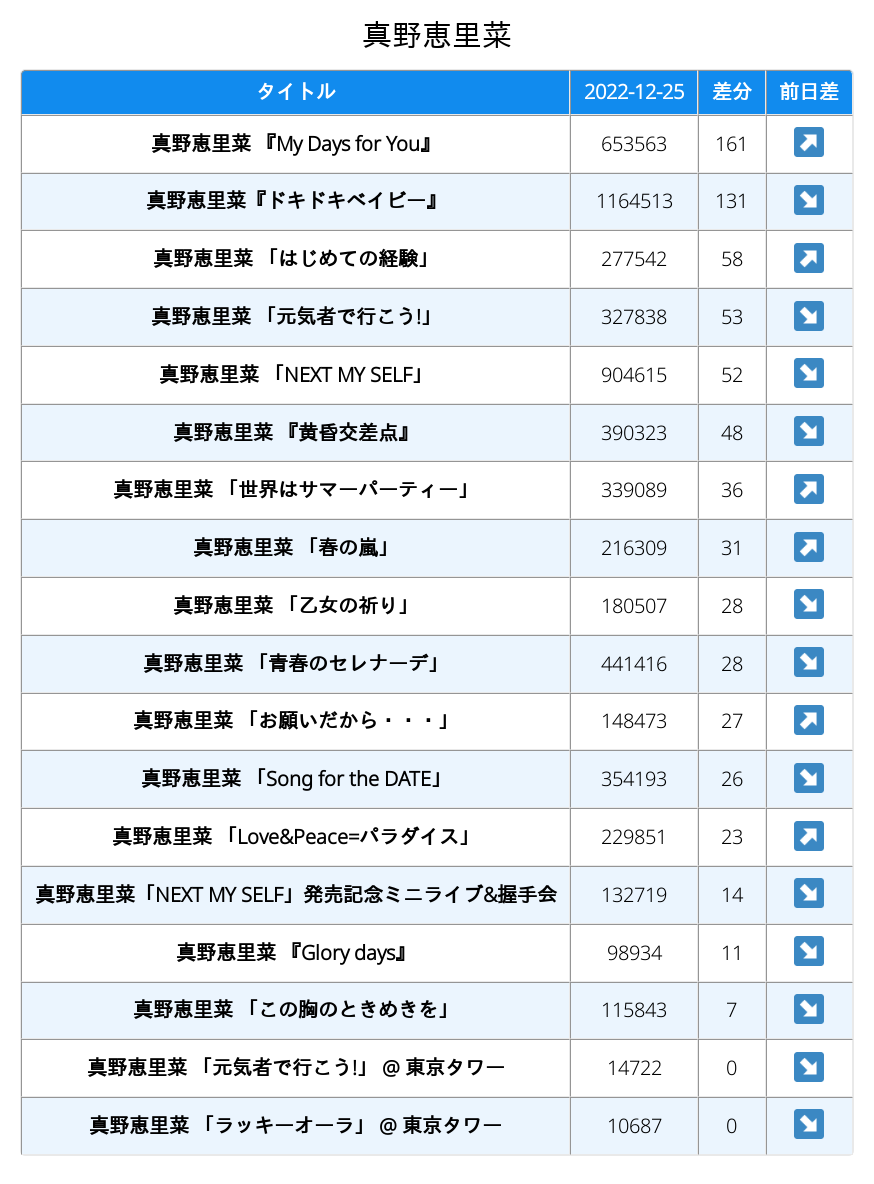 真野恵里菜
タイトル 2022-12-25 差分 前日差
真野恵里菜 『My Days for You』 653563 161 ↗
真野恵里菜『ドキドキベイビー』 1164513 131 ↘
真野恵里菜 「はじめての経験」 277542 58 ↗
真野恵里菜 「元気者で行こう!」 327838 53 ↘
真野恵里菜 「NEXT MY SELF」 904615 52 ↘
真野恵里菜 『黄昏交差点』 390323 48 ↘
真野恵里菜 「世界はサマーパーティー」 339089 36 ↗
真野恵里菜 「春の嵐」 216309 31 ↗
真野恵里菜 「乙女の祈り」 180507 28 ↘
真野恵里菜 「青春のセレナーデ」 441416 28 ↘
真野恵里菜 「お願いだから・・・」 148473 27 ↗
真野恵里菜 「Song for the DATE」 354193 26 ↘
真野恵里菜 「Love&Peace=パラダイス」 229851 23 ↗
真野恵里菜「NEXT MY SELF」発売記念ミニライブ&握手会 132719 14 ↘
真野恵里菜 『Glory days』 98934 11 ↘
真野恵里菜 「この胸のときめきを」 115843 7 ↘
真野恵里菜 「元気者で行こう!」 @ 東京タワー 14722 0 ↘
真野恵里菜 「ラッキーオーラ」 @ 東京タワー 10687 0 ↘